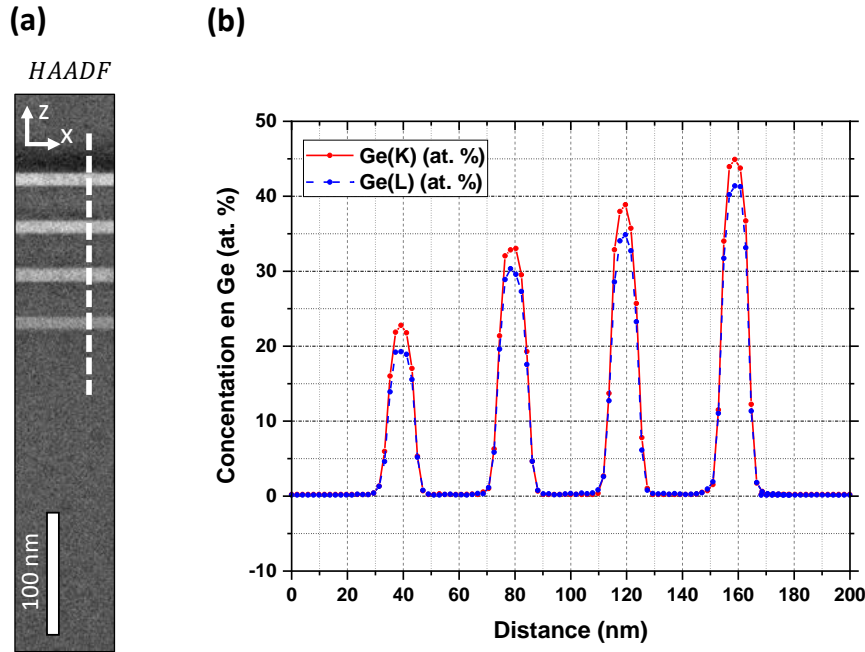 (a)
HAADF
Z
X
100 nm
(b)
Ge(K) (at. %)
Ge(L) (at. %)
Concentation en Ge (at. %)
50
40
30
20
10
0
-10
0 20 40 60 80 100 120 140 160 180 200
Distance (nm)